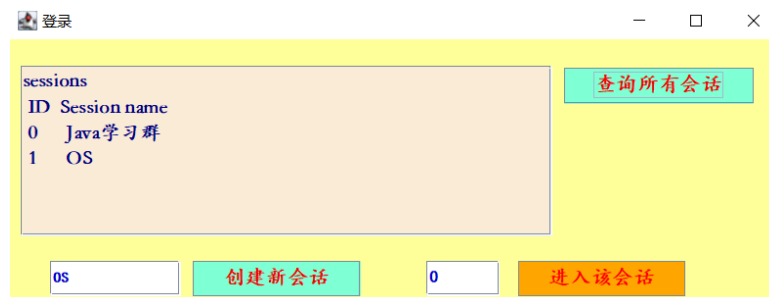 登录
sessions
查询所有会话
ID Session name
0 Java学习群
1 OS
OS 创建新会话 0 进入该会话